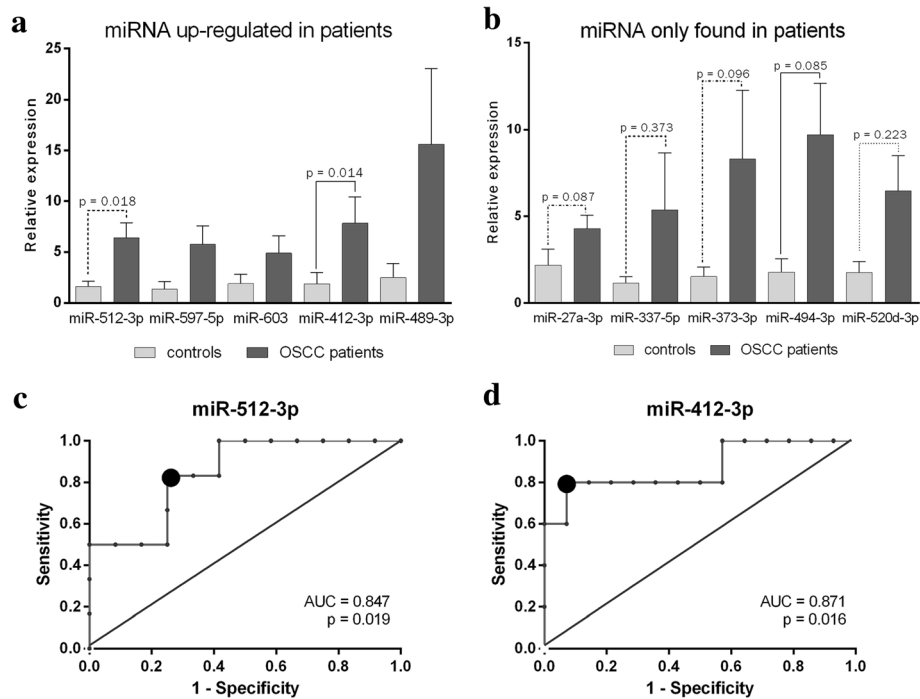 a
miRNA up-regulated in patients
25
20
15
10
5
0
Relative expression
p = 0.018
p = 0.014
miR-512-3p miR-597-5p miR-603 miR-412-3p miR-489-3p
controls OSCC patients
b
miRNA only found in patients
15
10
5
0
Relative expression
p = 0.087
p = 0.373
p = 0.096
p = 0.085
p = 0.223
miR-27a-3p miR-337-5p miR-373-3p miR-494-3p miR-520d-3p
controls OSCC patients
c
miR-512-3p
1.0
0.8
0.6
0.4
0.2
0.0
Sensitivity
AUC = 0.847
p = 0.019
0.0 0.2 0.4 0.6 0.8 1.0
1 - Specificity
d
miR-412-3p
1.0
0.8
0.6
0.4
0.2
0.0
Sensitivity
AUC = 0.871
p = 0.016
0.0 0.2 0.4 0.6 0.8 1.0
1 - Specificity